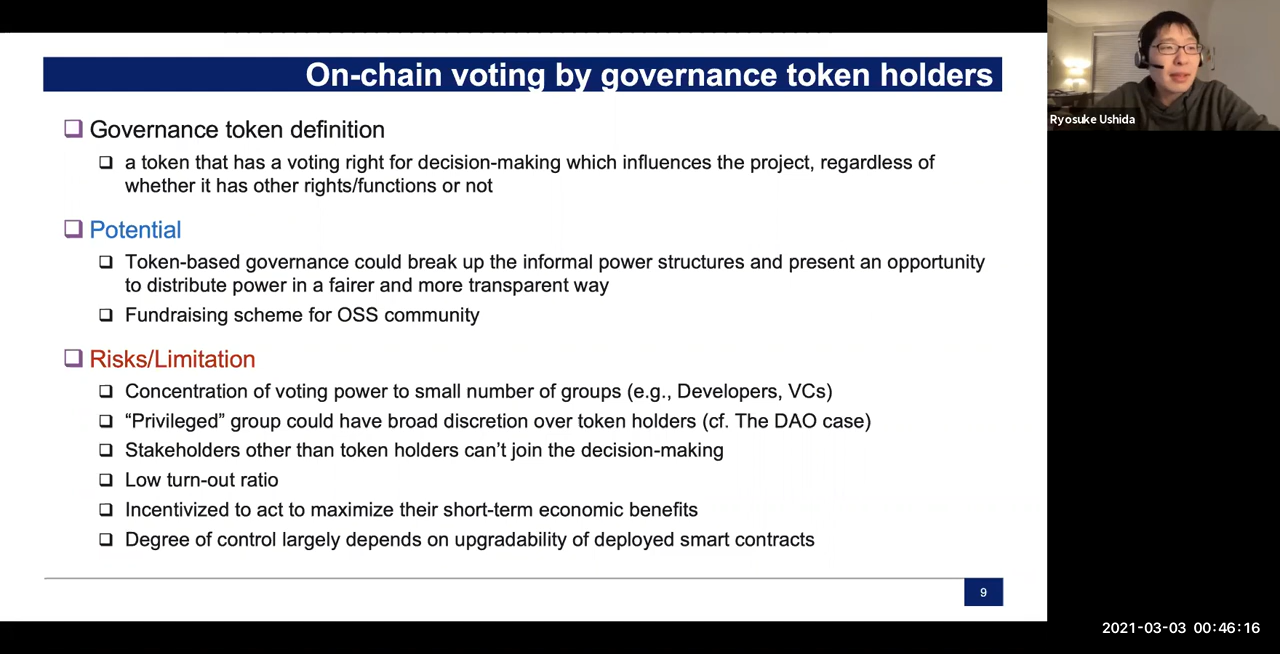 On-chain voting by governance token holders
Governance token definition
a token that has a voting right for decision-making which influences the project, regardless of
whether it has other rights/functions or not
Potential
Token-based governance could break up the informal power structures and present an opportunity
to distribute power in a fairer and more transparent way
Fundraising scheme for OSS community
Risks/Limitation
Concentration of voting power to small number of groups (e.g., Developers, VCs)
“Privileged” group could have broad discretion over token holders (cf. The DAO case)
Stakeholders other than token holders can’t join the decision-making
Low turn-out ratio
Incentivized to act to maximize their short-term economic benefits
Degree of control largely depends on upgradability of deployed smart contracts
9
Ryosuke Ushida
2021-03-03 00:46:16